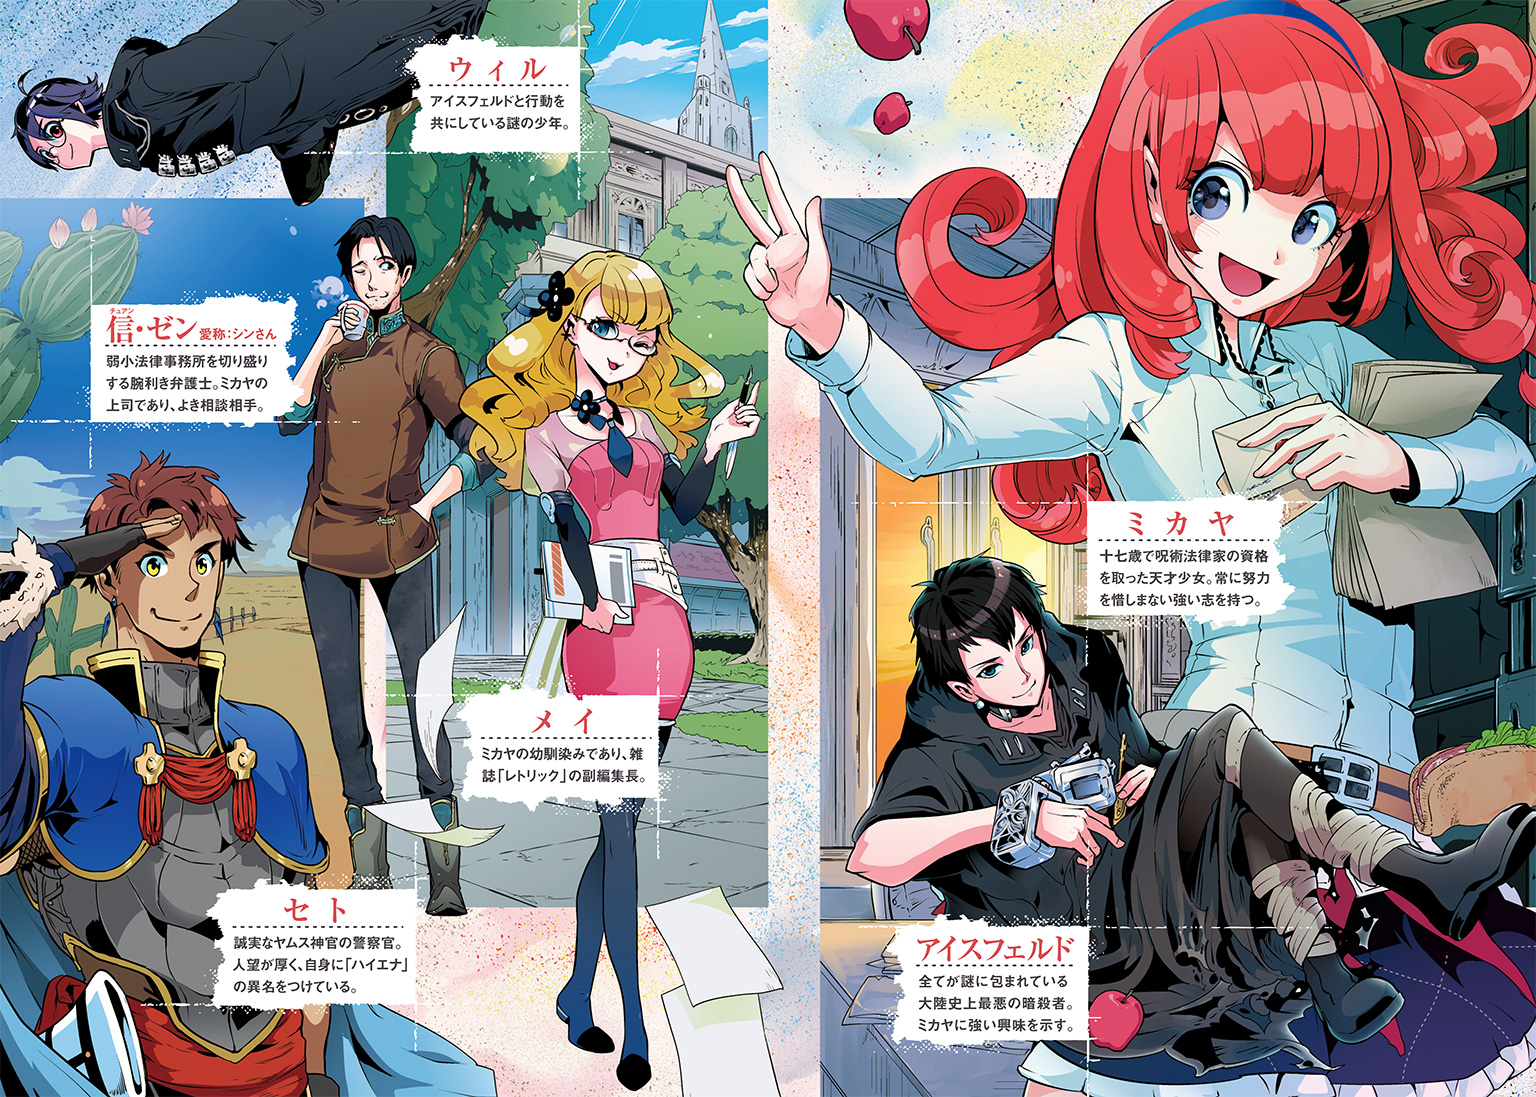 ミカヤ
十七歳で呪術法律家の資格
を取った天才少女。常に努力
を惜しまない強い志を持つ。
アイスフェルド
全てが謎に包まれている
大陸史上最悪の暗殺者。
ミカヤに強い興味を示す。
ウィル
アイスフェルドと行動を
共にしている謎の少年。
チュアン
信・ゼン 愛称：シンさん
弱小法律事務所を切り盛り
する腕利き弁護士。ミカヤの
上司であり、よき相談相手。
メイ
ミカヤの幼馴染みであり、雑
誌「レトリック」の副編集長。
セト
誠実なヤムス神官の警察官。
人望が厚く、自身に「ハイエナ」
の異名をつけている。